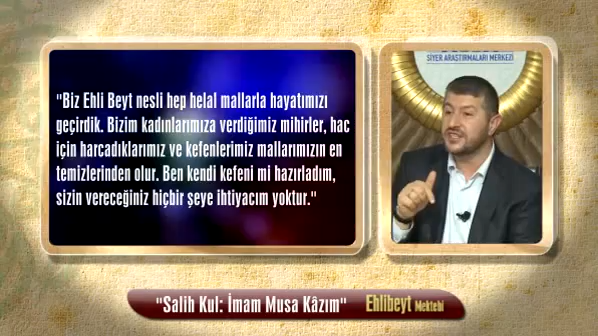 "Biz Ehli Beyt nesli hep helal mallarla hayatımızı
geçirdik. Bizim kadınlarımıza verdiğimiz mihirler, hac
için harcadıklarımız ve kefenlerimiz mallarımızın en
temizlerinden olur. Ben kendi kefeni mi hazırladım,
sizin vereceğiniz hiçbir şeye ihtiyacım yoktur."
SİYER ARAŞTIRMALARI MERKEZİ
"Salih Kul: İmam Musa Kâzım" Ehlibeyt Mektebi